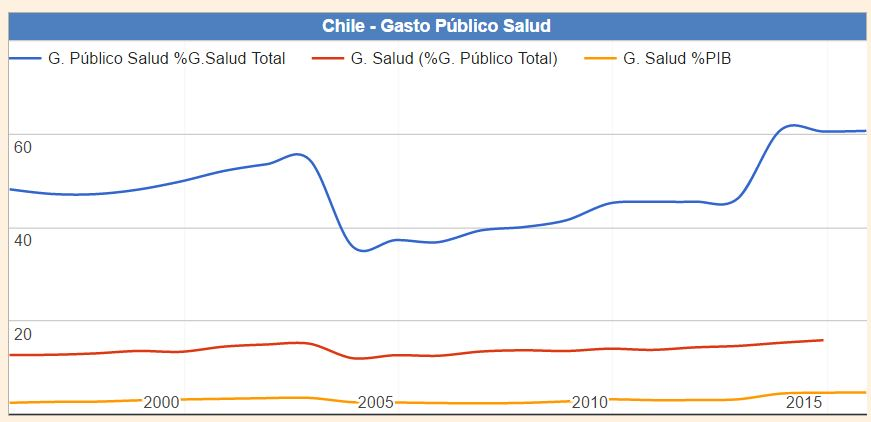 Chile - Gasto Público Salud
G. Público Salud %G.Salud Total G. Salud (%G. Público Total) G. Salud %PIB
60
40
20
2000 2005 2010 2015